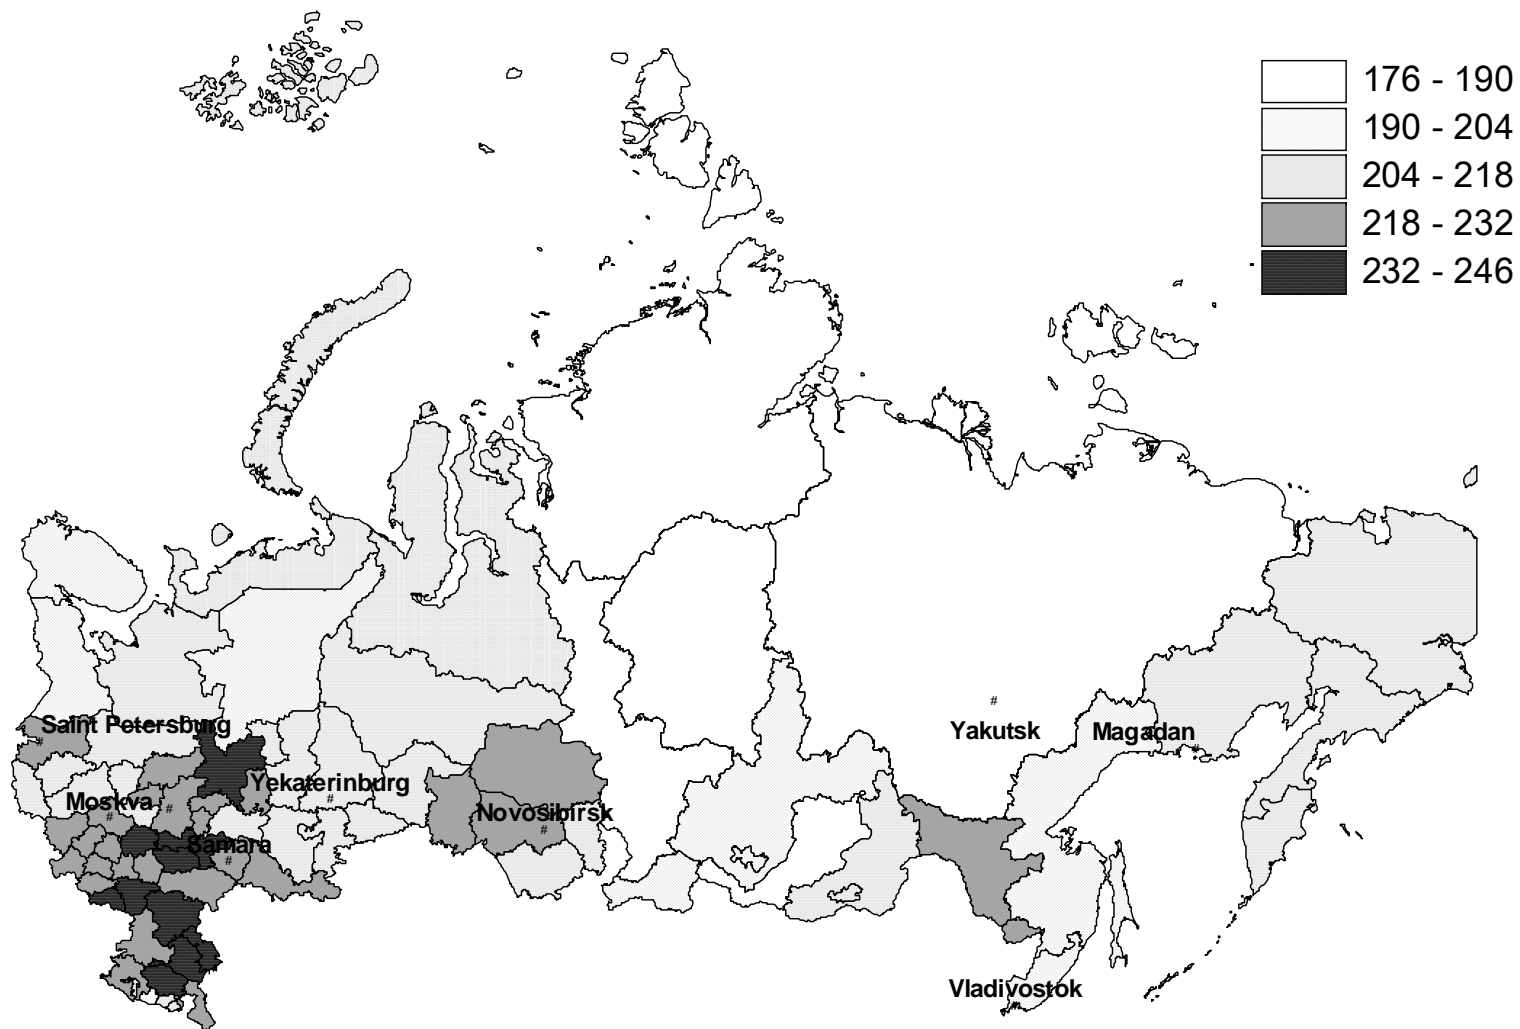 176 - 190
190 - 204
204 - 218
218 - 232
232 - 246
Saint Petersburg
Yakutsk
Magadan
Yekaterinburg
Moskva
Novosibirsk
Samara
Vladivostok